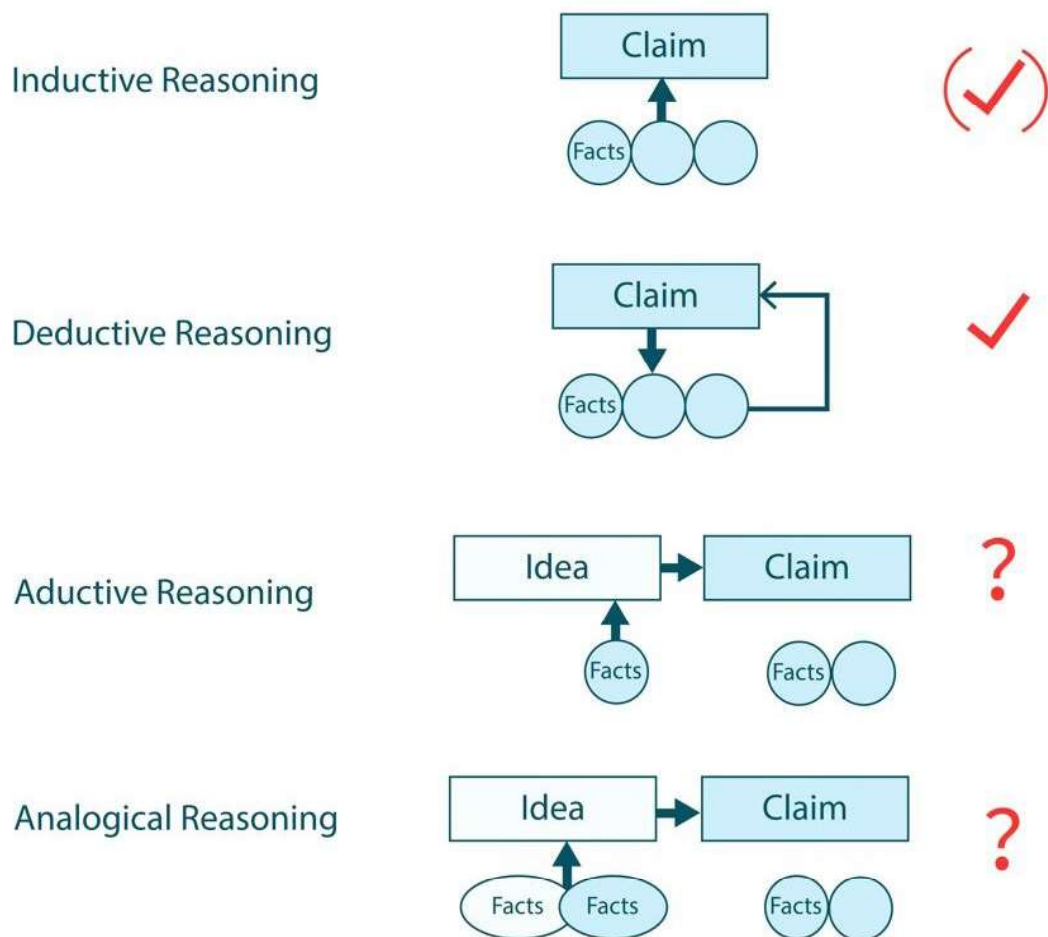 Inductive Reasoning
Claim
Facts
Deductive Reasoning
Claim
Facts
Aductive Reasoning
Idea
Claim
?
Facts
Facts
Analogical Reasoning
Idea
Claim
?
Facts
Facts
Facts